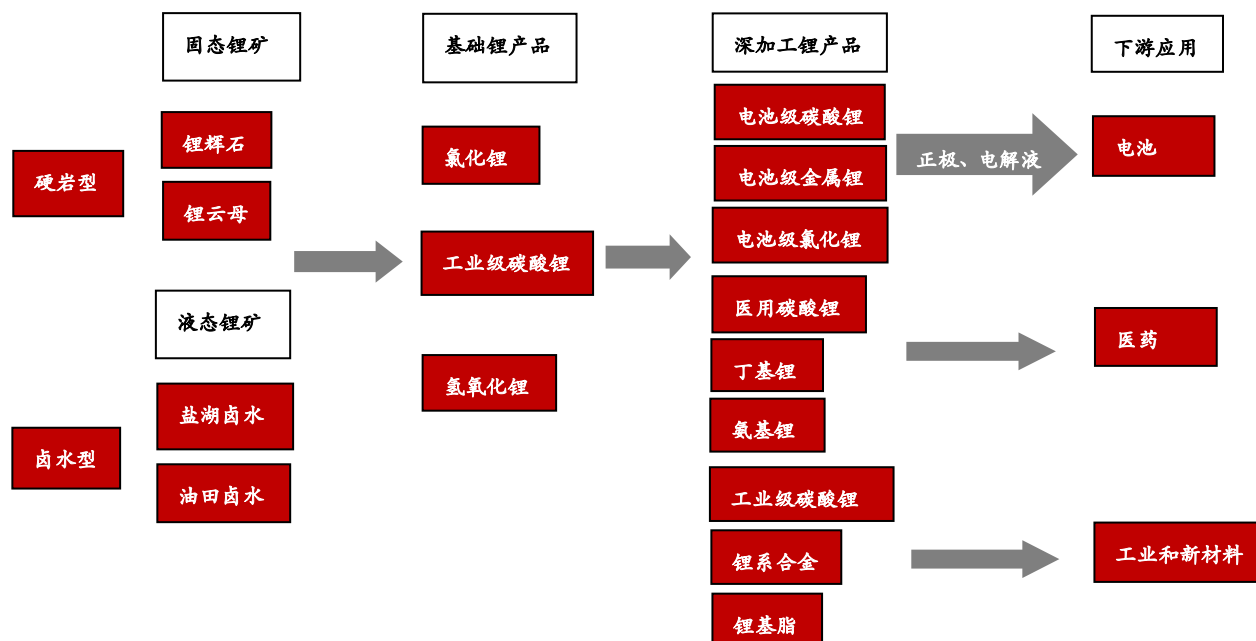 固态锂矿
基础锂产品
深加工锂产品
下游应用
硬岩型
锂辉石
锂云母
液态锂矿
卤水型
盐湖卤水
油田卤水
氯化锂
工业级碳酸锂
氢氧化锂
电池级碳酸锂
电池级金属锂
电池级氯化锂
医用碳酸锂
丁基锂
氨基锂
工业级碳酸锂
锂系合金
锂基脂
正极、电解液
电池
医药
工业和新材料